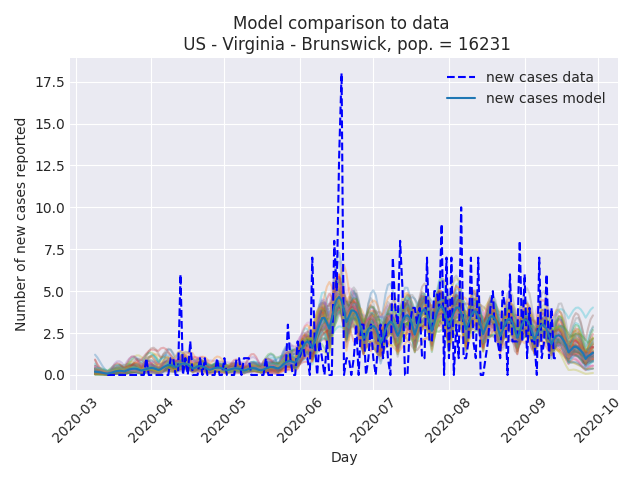 Model comparison to data
US - Virginia - Brunswick, pop. = 16231
new cases data
new cases model
Number of new cases reported
17.5
15.0
12.5
10.0
7.5
5.0
2.5
0.0
2020-03
2020-04
2020-05
2020-06
2020-07
2020-08
2020-09
2020-10
Day